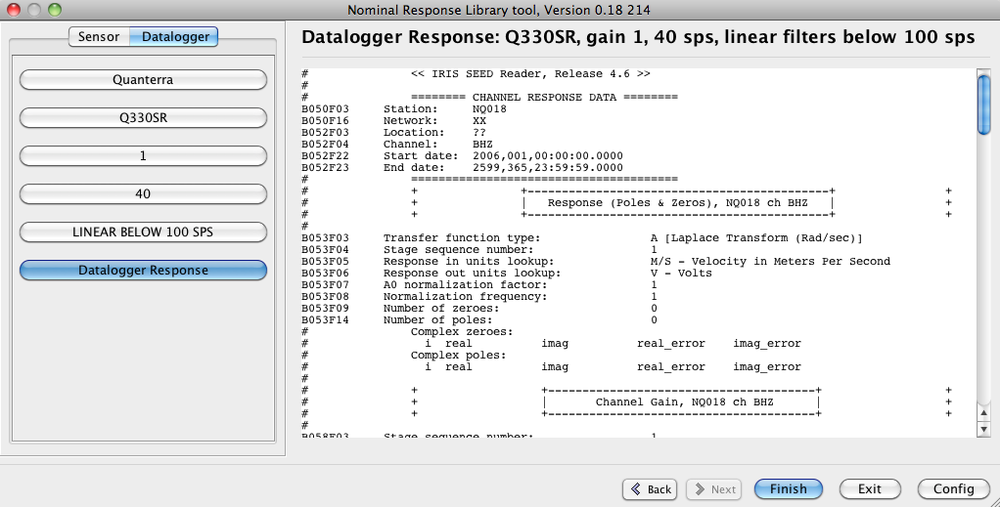 Nominal Response Library tool, Version 0.18 214
Sensor Datalogger
Quanterra
Q330SR
1
40
LINEAR BELOW 100 SPS
Datalogger Response
Datalogger Response: Q330SR, gain 1, 40 sps, linear filters below 100 sps
# << IRIS SEED Reader, Release 4.6 >>
#
# ======== CHANNEL RESPONSE DATA ========
B050F03 Station: NQ018
B050F16 Network: XX
B052F03 Location: ??
B052F04 Channel: BHZ
B052F22 Start date: 2006,001,00:00:00.0000
B052F23 End date: 2599,365,23:59:59.0000
# =======================================
# + +--------------------------------------------+ +
# + | Response (Poles & Zeros), NQ018 ch BHZ | +
# + +--------------------------------------------+ +
#
B053F03 Transfer function type: A [Laplace Transform (Rad/sec)]
B053F04 Stage sequence number: 1
B053F05 Response in units lookup: M/S - Velocity in Meters Per Second
B053F06 Response out units lookup: V - Volts
B053F07 A0 normalization factor: 1
B053F08 Normalization frequency: 1
B053F09 Number of zeroes: 0
B053F14 Number of poles: 0
# Complex zeroes:
# i real imag real_error imag_error
# Complex poles:
# i real imag real_error imag_error
#
# + +---------------------------------------+ +
# + | Channel Gain, NQ018 ch BHZ | +
# + +---------------------------------------+ +
#
B058F03 Stage sequence number: 1
Back Next Finish Exit Config